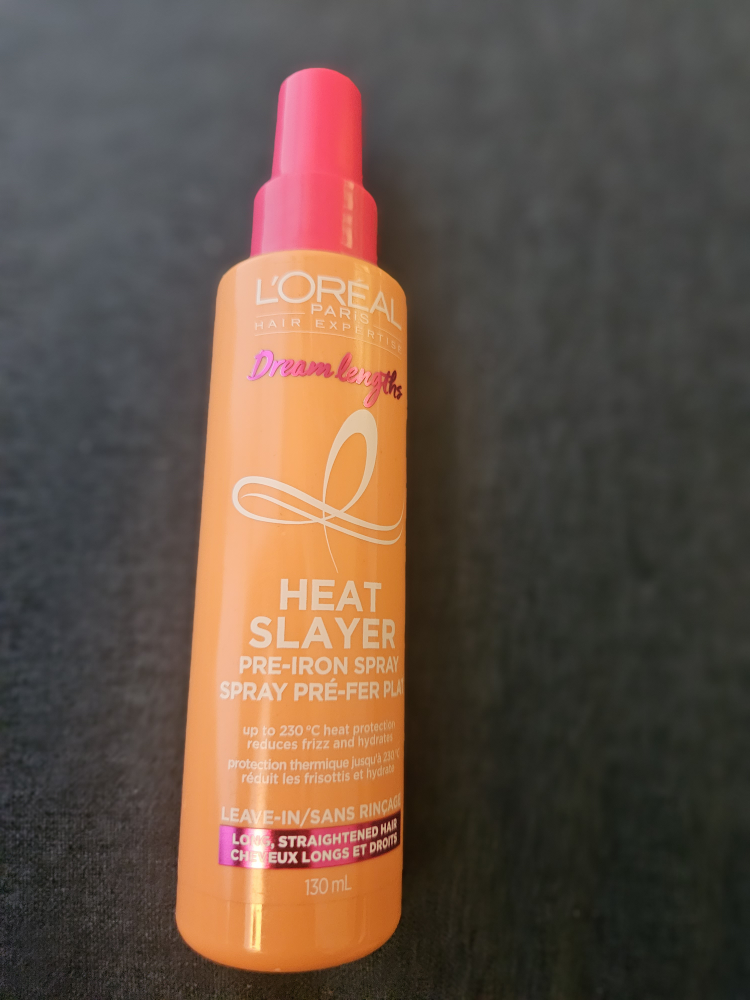 L'ORÉAL
PARIS
HAIR EXPERTISE
Dream lengths
HEAT
SLAYER
PRE-IRON SPRAY
SPRAY PRÉ-FER PLA
up to 230 °C heat protection
reduces frizz and hydrates
protection thermique jusqu'à 230 °C
réduit les frisottis et hydrate
LEAVE-IN/SANS RINÇAGE
LONG, STRAIGHTENED HAIR
CHEVEUX LONGS ET DROITS
130 mL